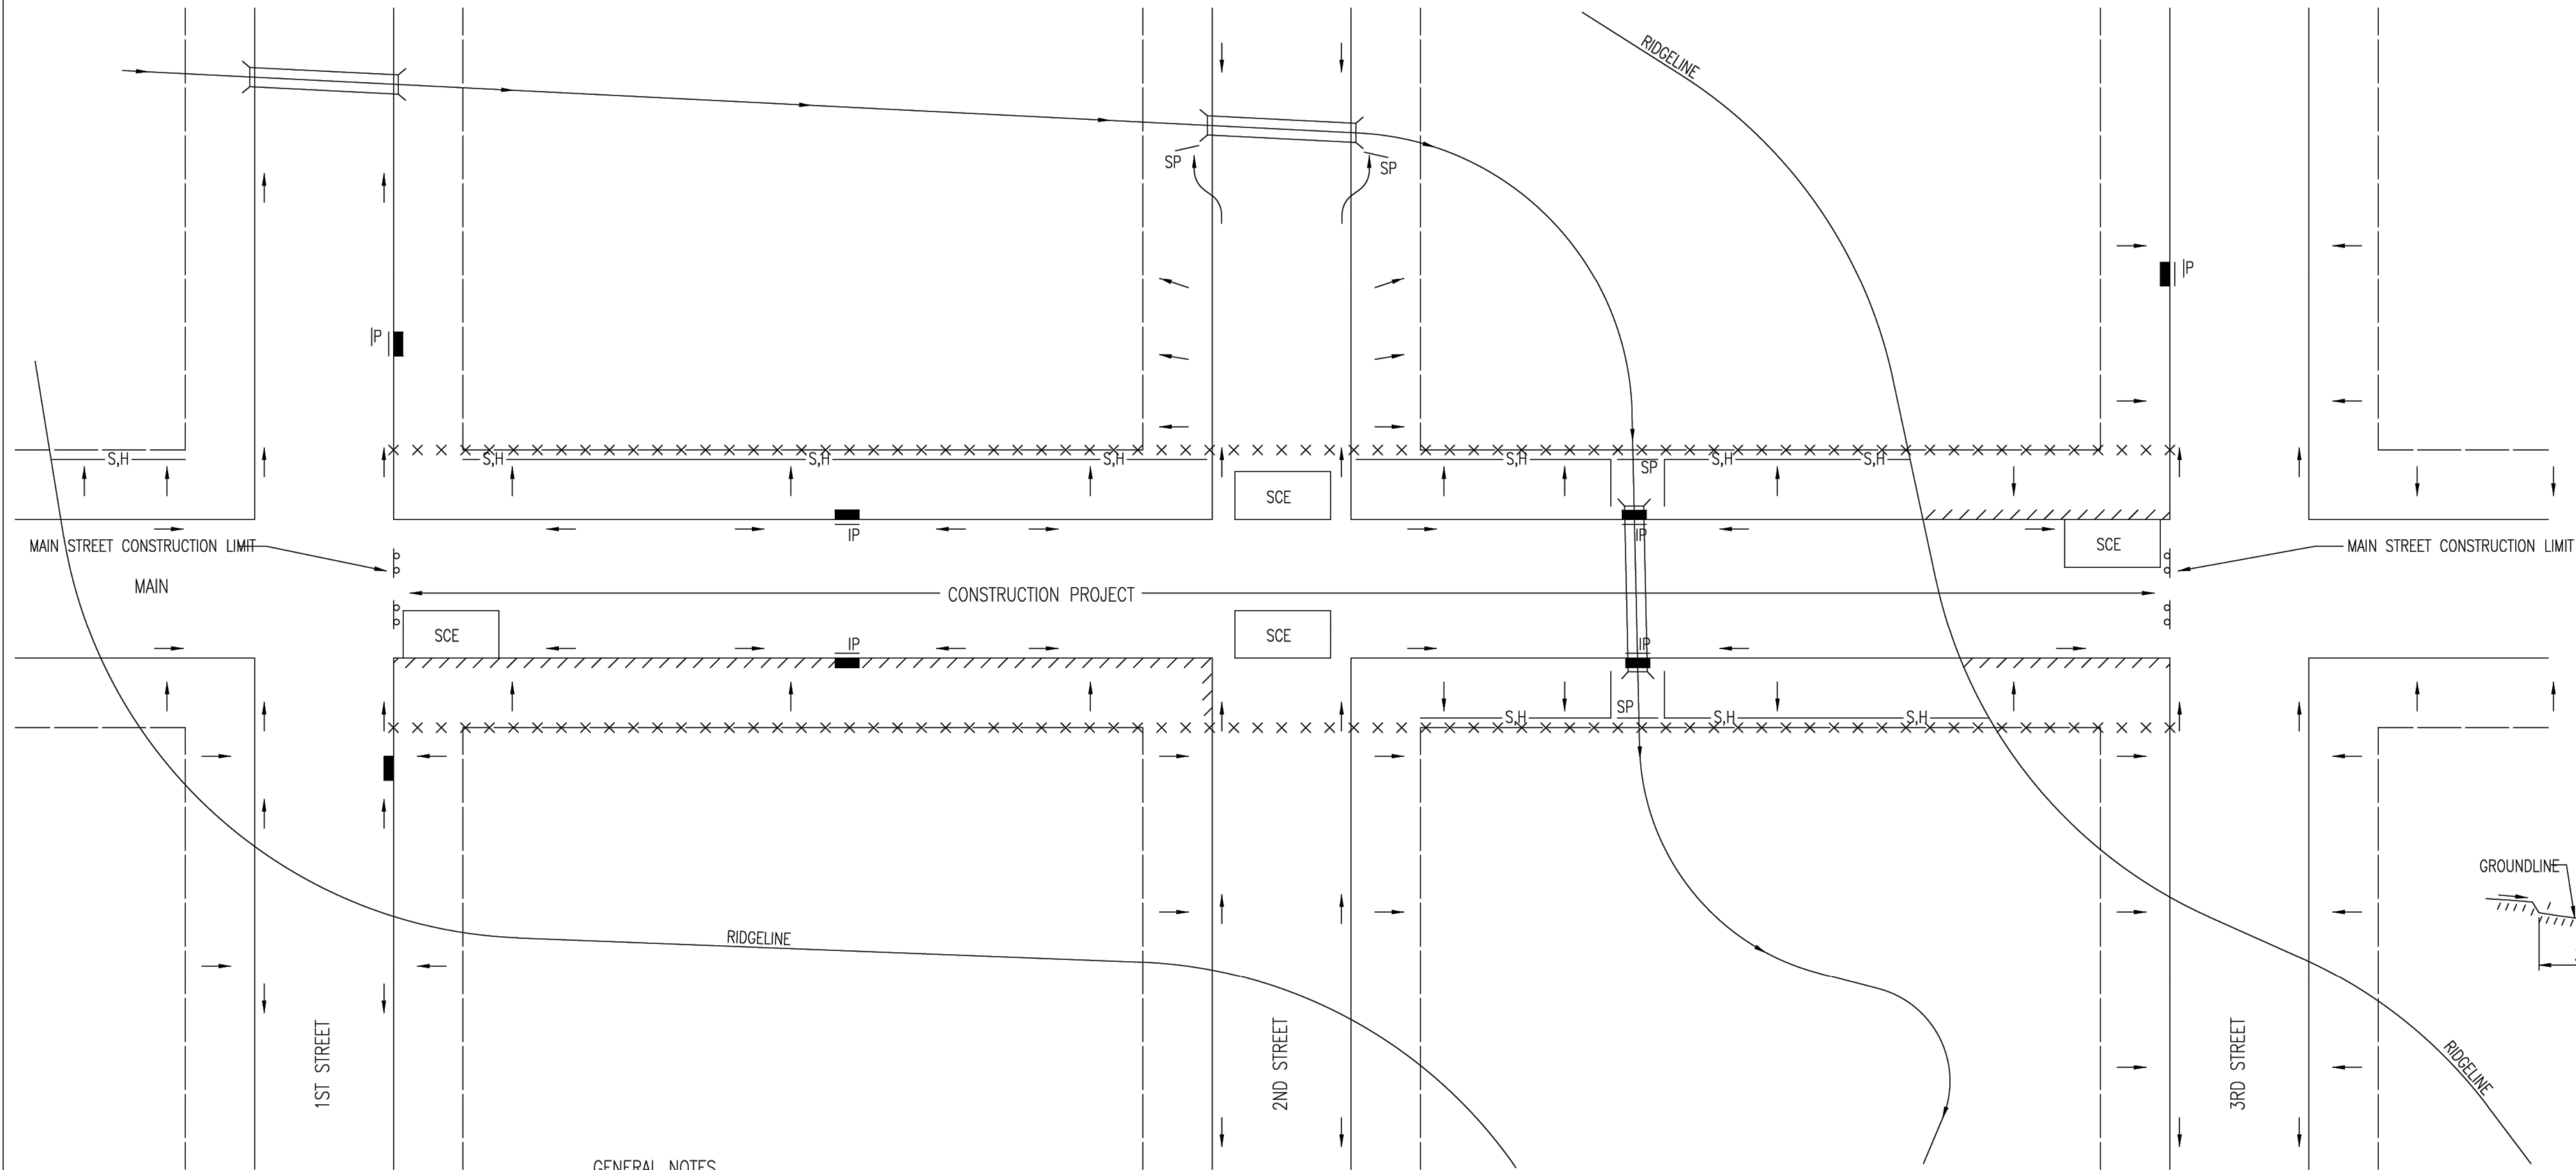 RIDGELINE
SP
SP
IP
IP
S,H
S,H
S,H
S,H
S,H
S,H
S,H
SP
SCE
IP
IP
MAIN STREET CONSTRUCTION LIMIT
SCE
MAIN STREET CONSTRUCTION LIMIT
MAIN
CONSTRUCTION PROJECT
SCE
SCE
IP
IP
SP
S,H
S,H
S,H
GROUNDLINE
RIDGELINE
1ST STREET
2ND STREET
3RD STREET
RIDGELINE
GENERAL NOTES